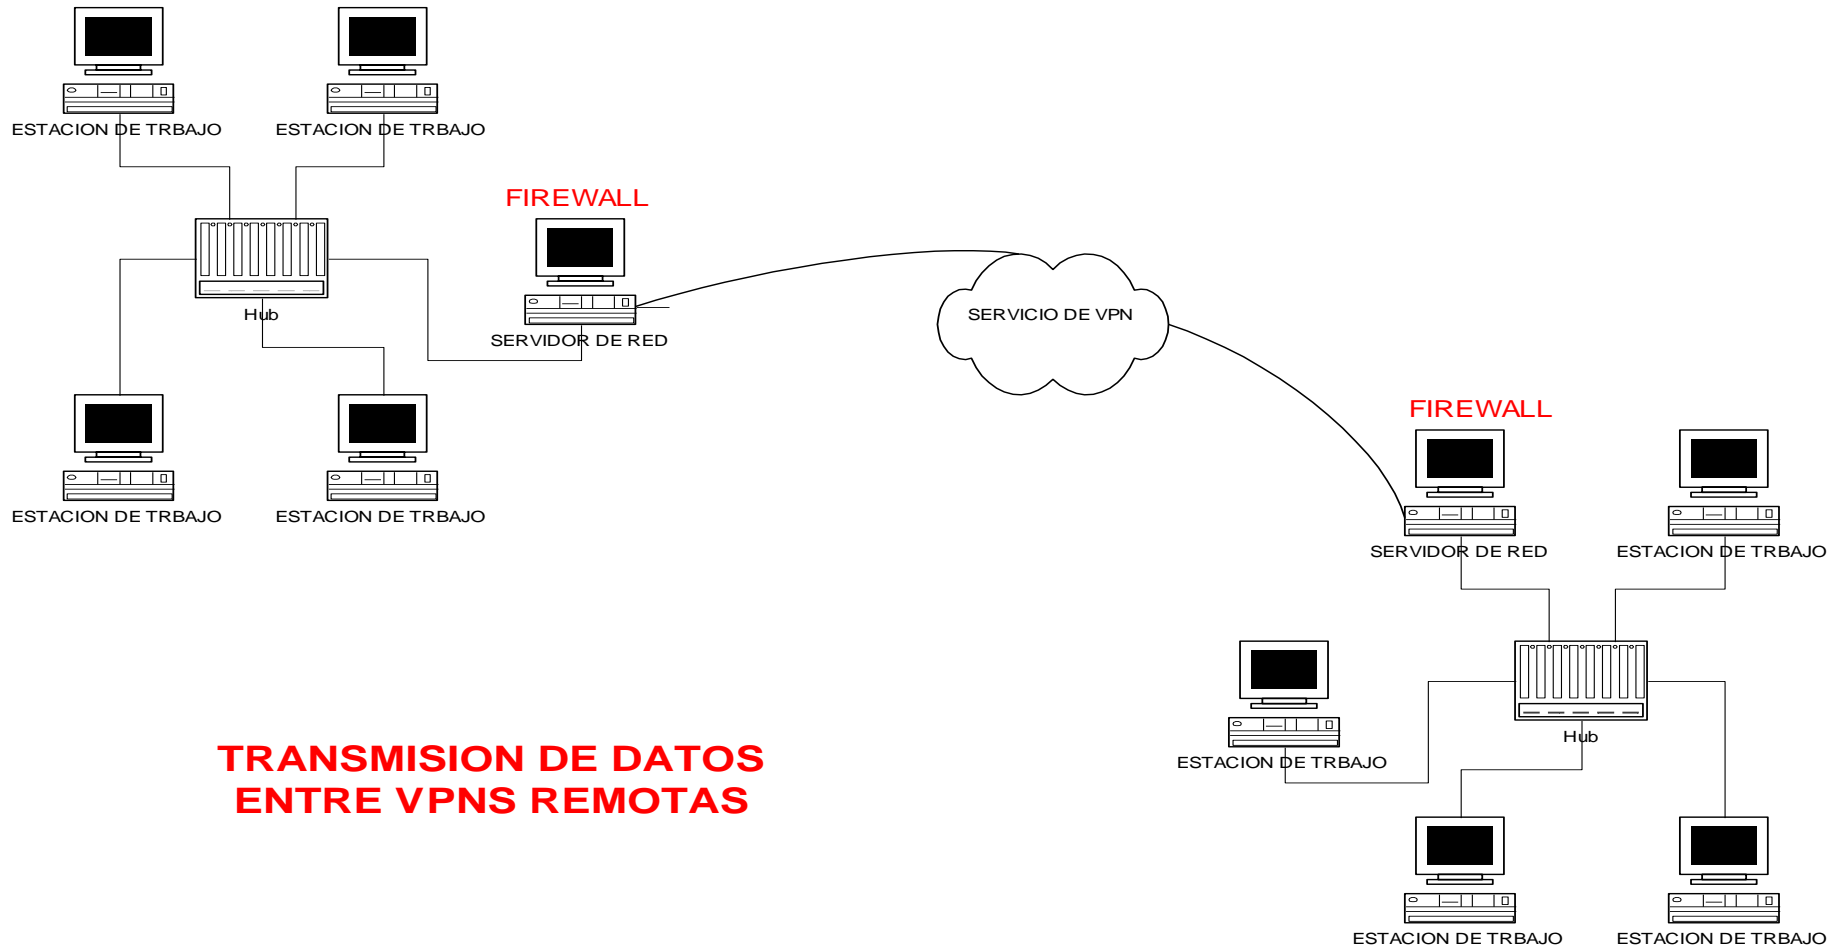 ESTACION DE TRBAJO
ESTACION DE TRBAJO
FIREWALL
Hub
SERVIDOR DE RED
SERVICIO DE VPN
ESTACION DE TRBAJO
ESTACION DE TRBAJO
FIREWALL
SERVIDOR DE RED
ESTACION DE TRBAJO
Hub
ESTACION DE TRBAJO
TRANSMISION DE DATOS
ENTRE VPNS REMOTAS
ESTACION DE TRBAJO
ESTACION DE TRBAJO